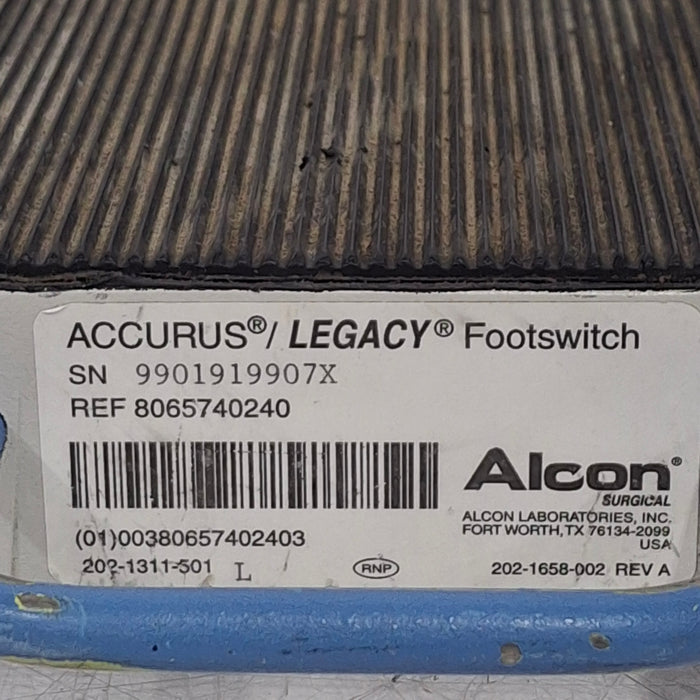 ACCURUS®/ LEGACY® Footswitch
SN 9901919907X
REF 8065740240
Alcon®
SURGICAL
ALCON LABORATORIES, INC.
FORT WORTH, TX 76134-2099
USA
(01)00380657402403
202-1311-501 L
RNP
202-1658-002 REV A